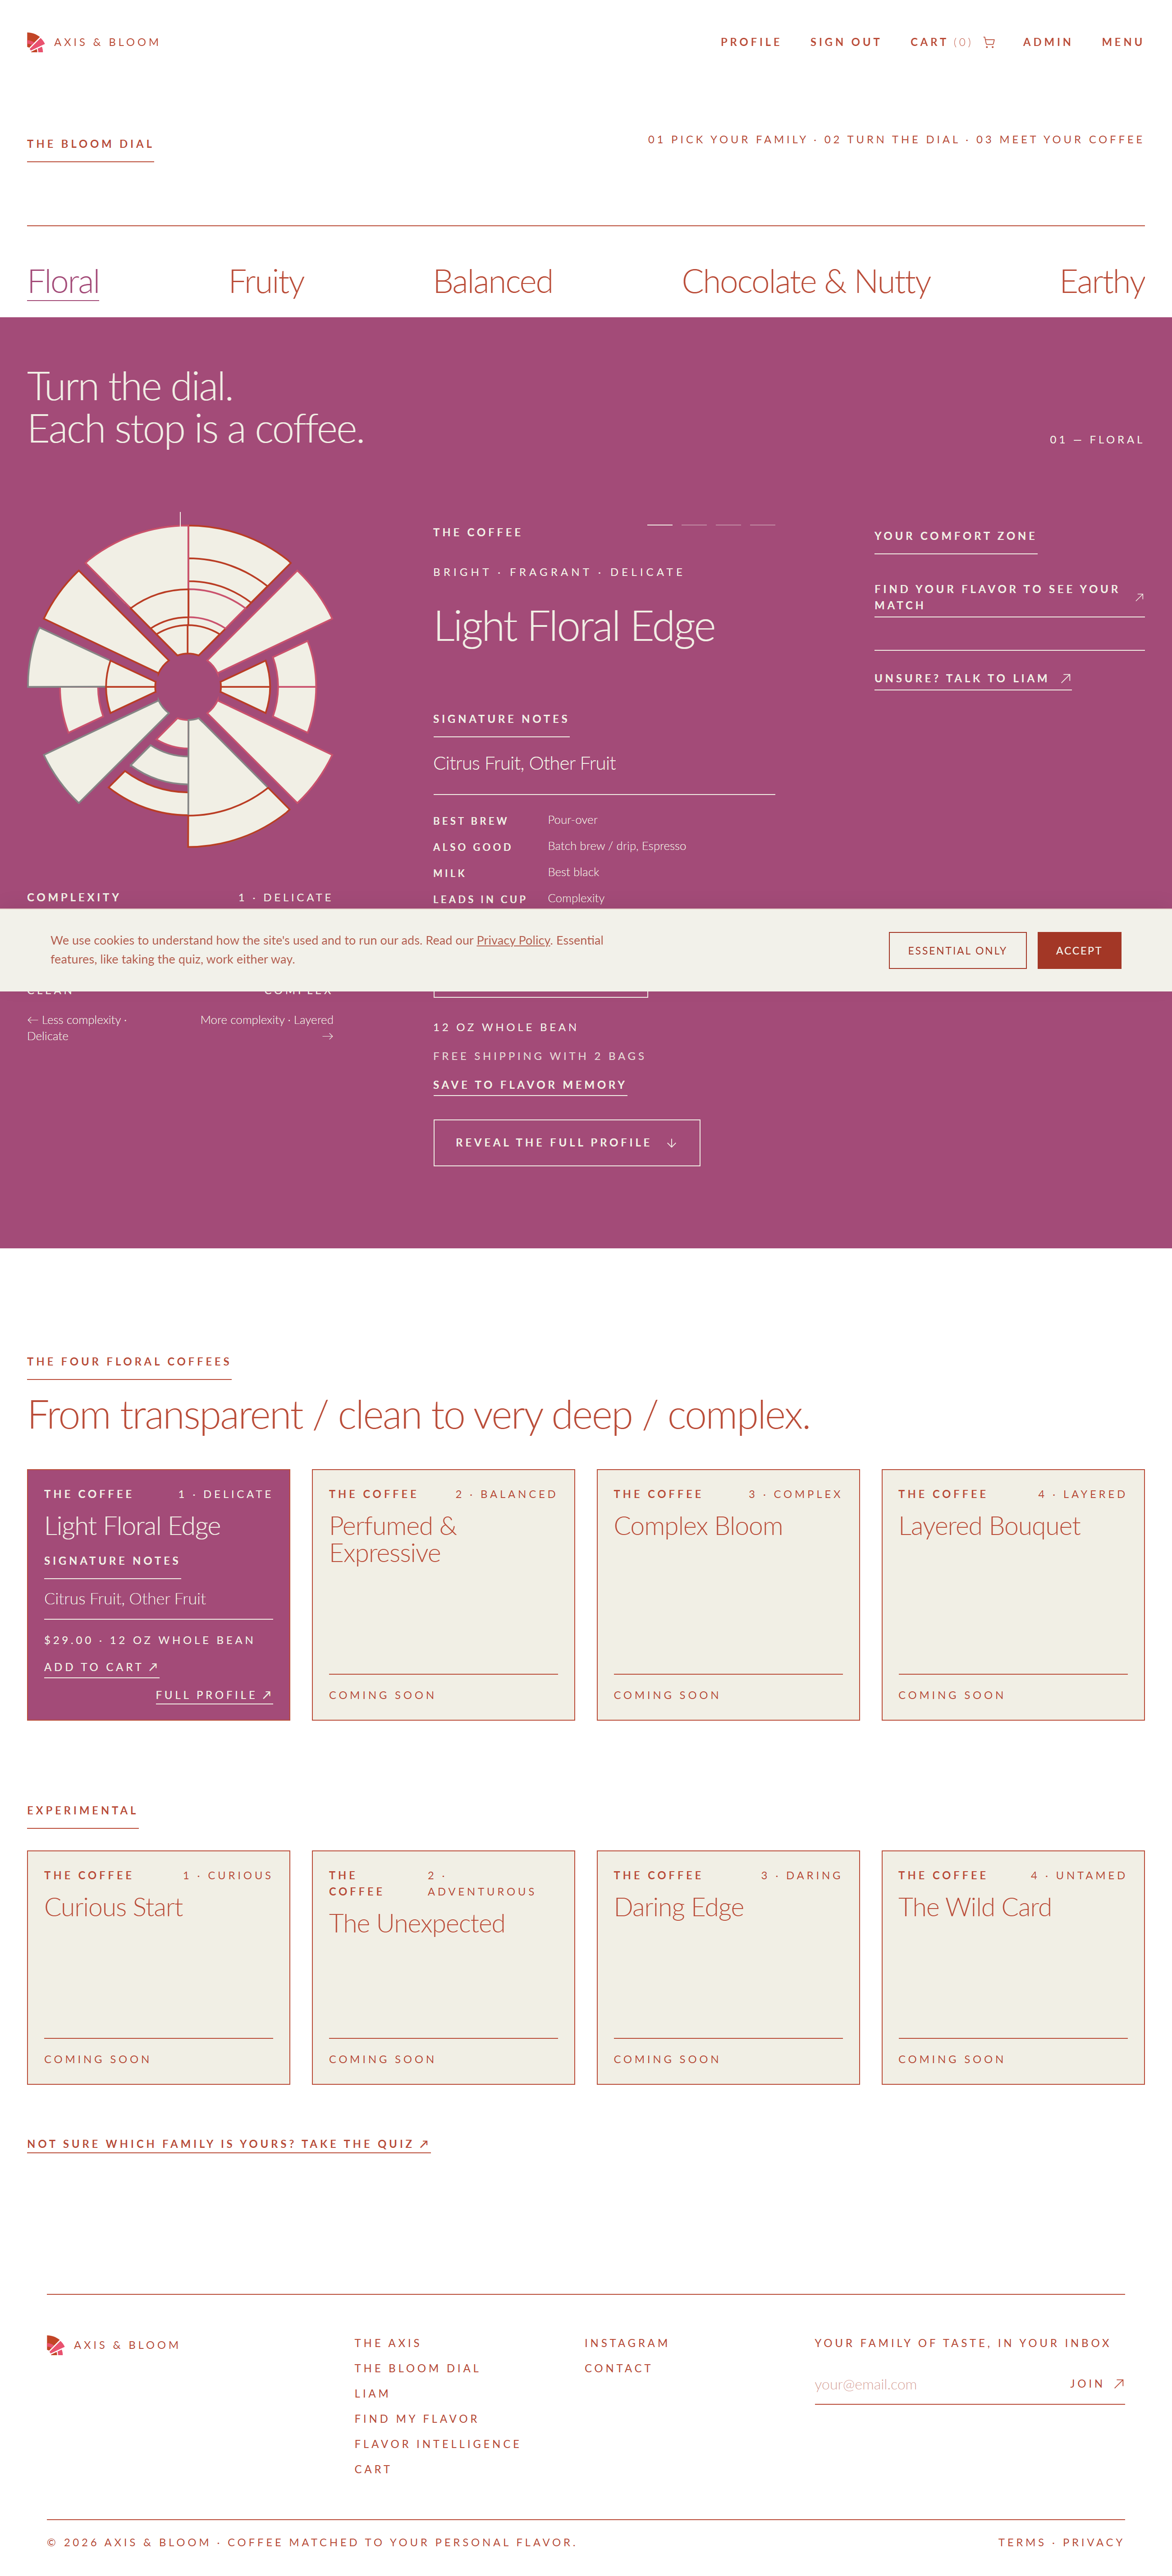 AXIS & BLOOM
PROFILE
SIGN OUT
CART (0)
ADMIN
MENU
THE BLOOM DIAL
01 PICK YOUR FAMILY · 02 TURN THE DIAL · 03 MEET YOUR COFFEE
Floral
Fruity
Balanced
Chocolate & Nutty
Earthy
Turn the dial.
Each stop is a coffee.
01 — FLORAL
THE COFFEE
BRIGHT · FRAGRANT · DELICATE
Light Floral Edge
SIGNATURE NOTES
Citrus Fruit, Other Fruit
BEST BREW Pour-over
ALSO GOOD Batch brew / drip, Espresso
MILK Best black
LEADS IN CUP Complexity
YOUR COMFORT ZONE
FIND YOUR FLAVOR TO SEE YOUR
MATCH ↗
UNSURE? TALK TO LIAM ↗
COMPLEXITY
1 · DELICATE
We use cookies to understand how the site's used and to run our ads. Read our Privacy Policy. Essential
features, like taking the quiz, work either way.
ESSENTIAL ONLY
ACCEPT
CLEAN
COMPLEX
← Less complexity ·
Delicate
More complexity · Layered
→
12 OZ WHOLE BEAN
FREE SHIPPING WITH 2 BAGS
SAVE TO FLAVOR MEMORY
REVEAL THE FULL PROFILE ↓
THE FOUR FLORAL COFFEES
From transparent / clean to very deep / complex.
THE COFFEE 1 · DELICATE
Light Floral Edge
SIGNATURE NOTES
Citrus Fruit, Other Fruit
$29.00 · 12 OZ WHOLE BEAN
ADD TO CART ↗
FULL PROFILE ↗
THE COFFEE 2 · BALANCED
Perfumed &
Expressive
COMING SOON
THE COFFEE 3 · COMPLEX
Complex Bloom
COMING SOON
THE COFFEE 4 · LAYERED
Layered Bouquet
COMING SOON
EXPERIMENTAL
THE COFFEE 1 · CURIOUS
Curious Start
COMING SOON
THE 2 ·
COFFEE ADVENTUROUS
The Unexpected
COMING SOON
THE COFFEE 3 · DARING
Daring Edge
COMING SOON
THE COFFEE 4 · UNTAMED
The Wild Card
COMING SOON
NOT SURE WHICH FAMILY IS YOURS? TAKE THE QUIZ ↗
AXIS & BLOOM
THE AXIS
THE BLOOM DIAL
LIAM
FIND MY FLAVOR
FLAVOR INTELLIGENCE
CART
INSTAGRAM
CONTACT
YOUR FAMILY OF TASTE, IN YOUR INBOX
your@email.com
JOIN ↗
© 2026 AXIS & BLOOM · COFFEE MATCHED TO YOUR PERSONAL FLAVOR.
TERMS · PRIVACY